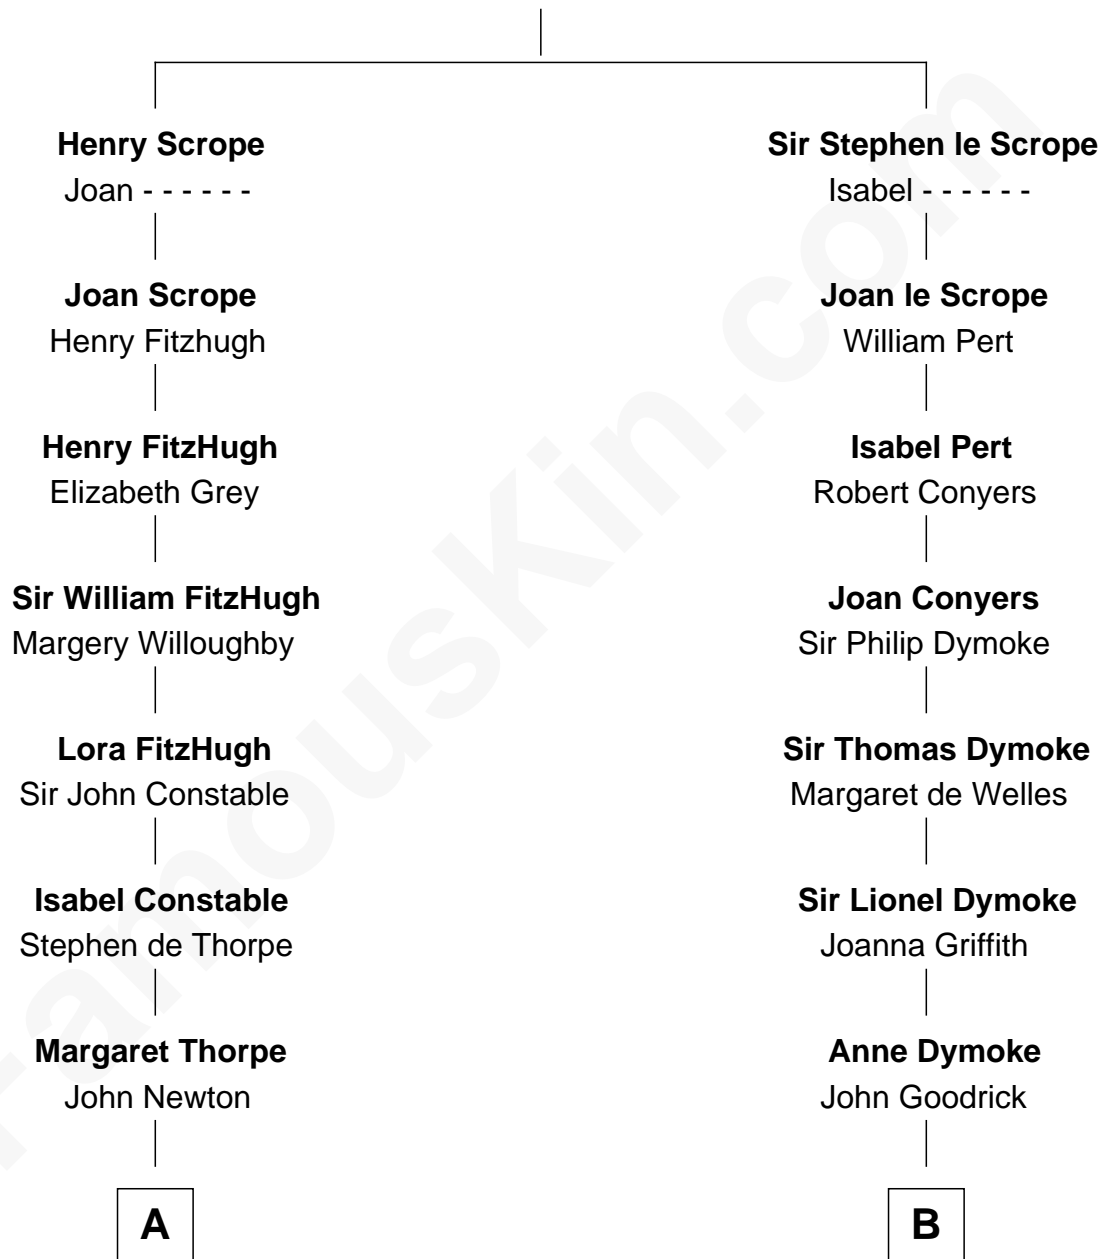 Henry Scrope
Joan - - - - - -
Joan Scrope
Henry Fitzhugh
Henry FitzHugh
Elizabeth Grey
Sir William FitzHugh
Margery Willoughby
Lora FitzHugh
Sir John Constable
Isabel Constable
Stephen de Thorpe
Margaret Thorpe
John Newton
A
Sir Stephen le Scrope
Isabel - - - - - -
Joan le Scrope
William Pert
Isabel Pert
Robert Conyers
Joan Conyers
Sir Philip Dymoke
Sir Thomas Dymoke
Margaret de Welles
Sir Lionel Dymoke
Joanna Griffith
Anne Dymoke
John Goodrick
B
FamousKin.com